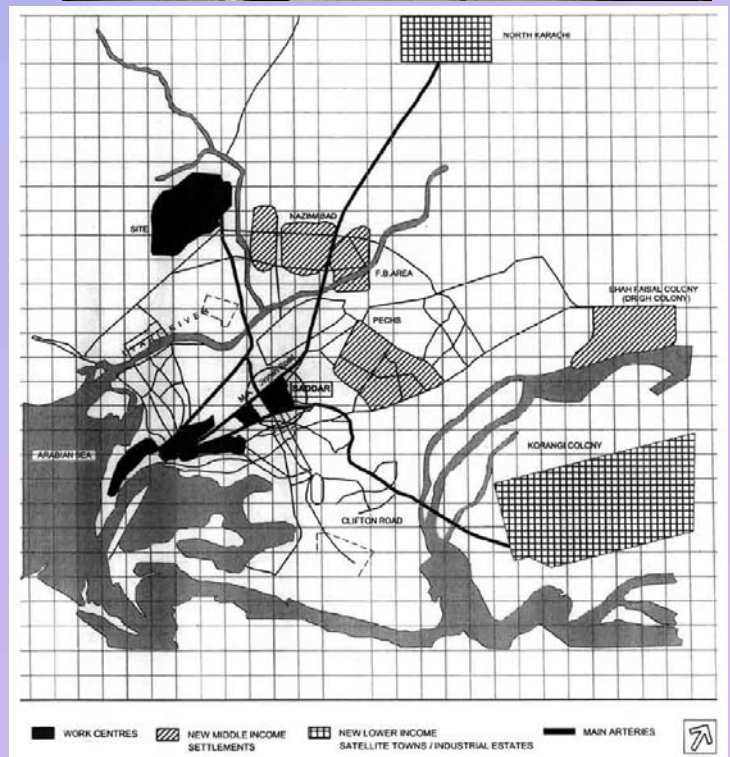 NORTH KARACHI
SITE
NAZIMABAD
F.B.AREA
SHAH FAISAL COLONY
(DRIGH COLONY)
PECHS
RIVER
SADDAR
ARABIAN SEA
KORANGI COLONY
CLIFTON ROAD
WORK CENTRES
NEW MIDDLE INCOME
SETTLEMENTS
NEW LOWER INCOME
SATELLITE TOWNS / INDUSTRIAL ESTATES
MAIN ARTERIES